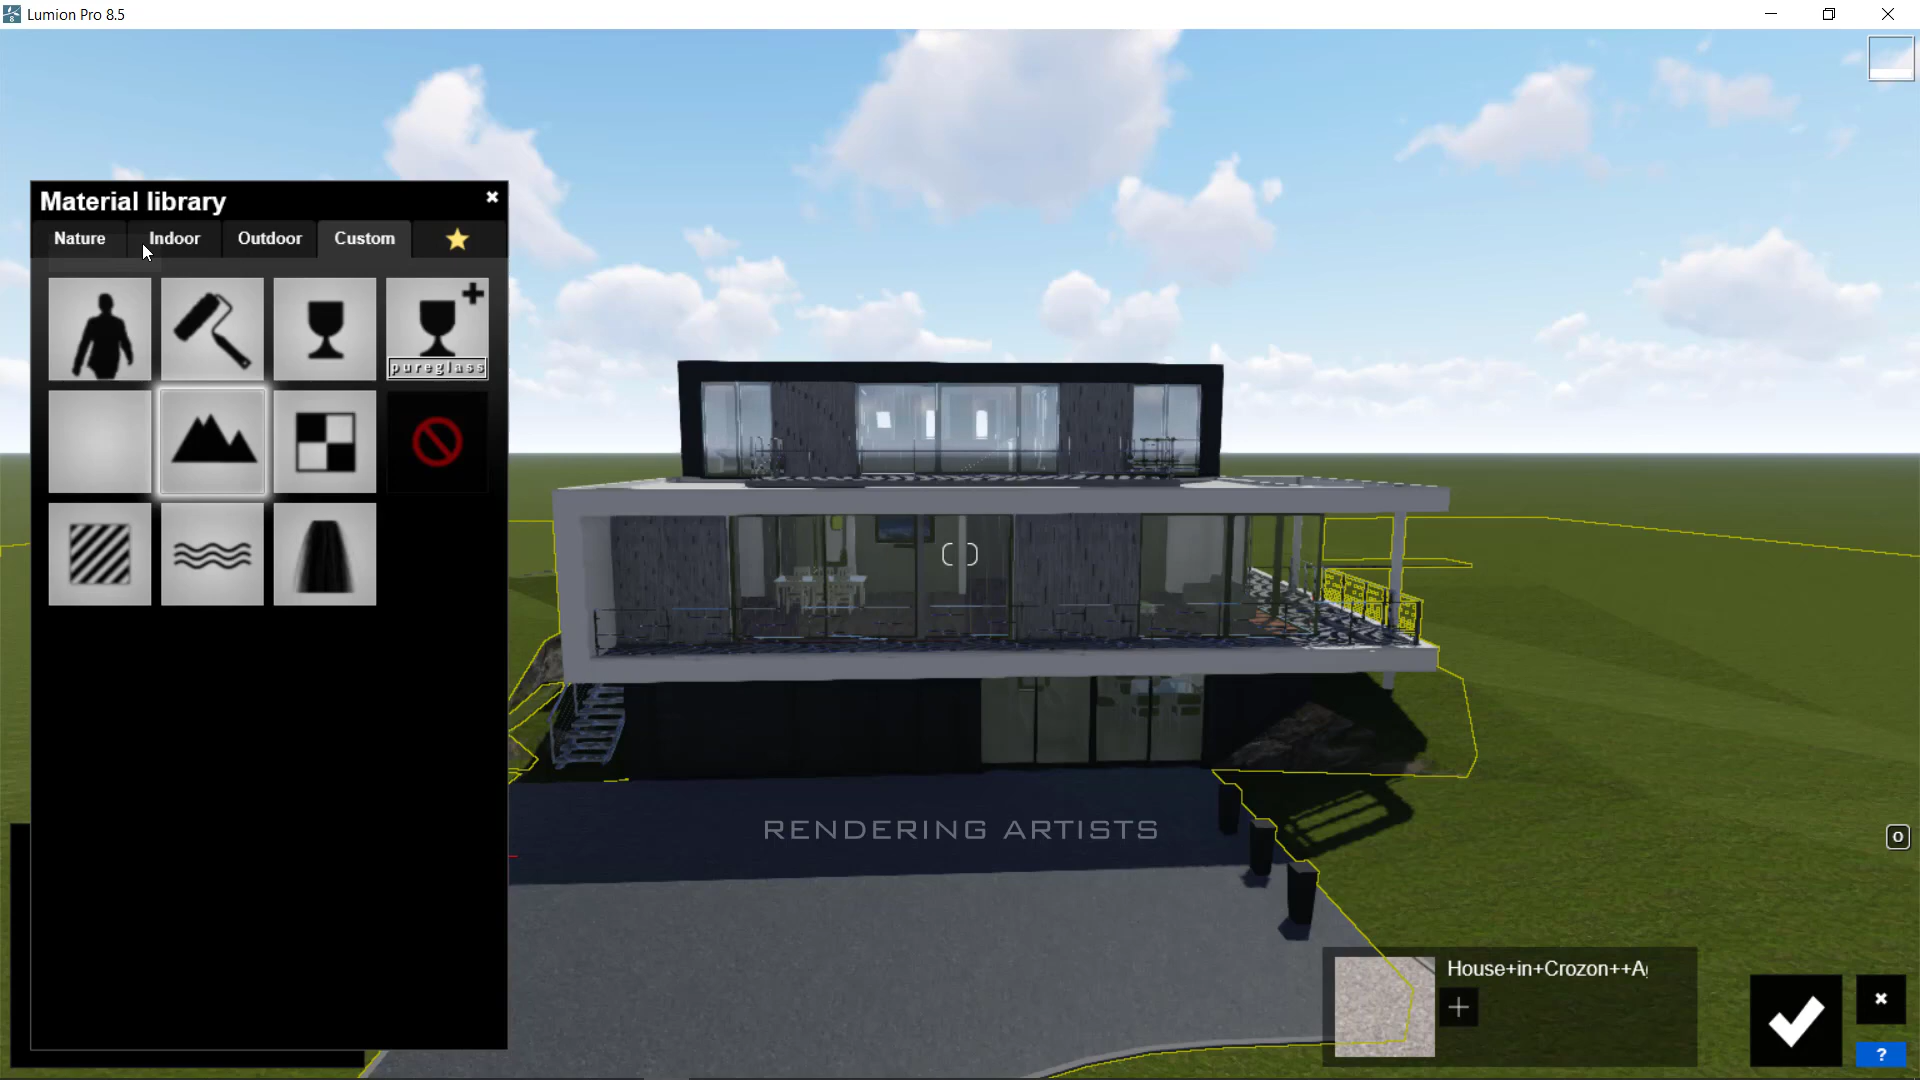 Lumion Pro 8.5
Material library
Nature Indoor Outdoor Custom
pureglass
RENDERING ARTISTS
O
House+in+Crozon++A
?